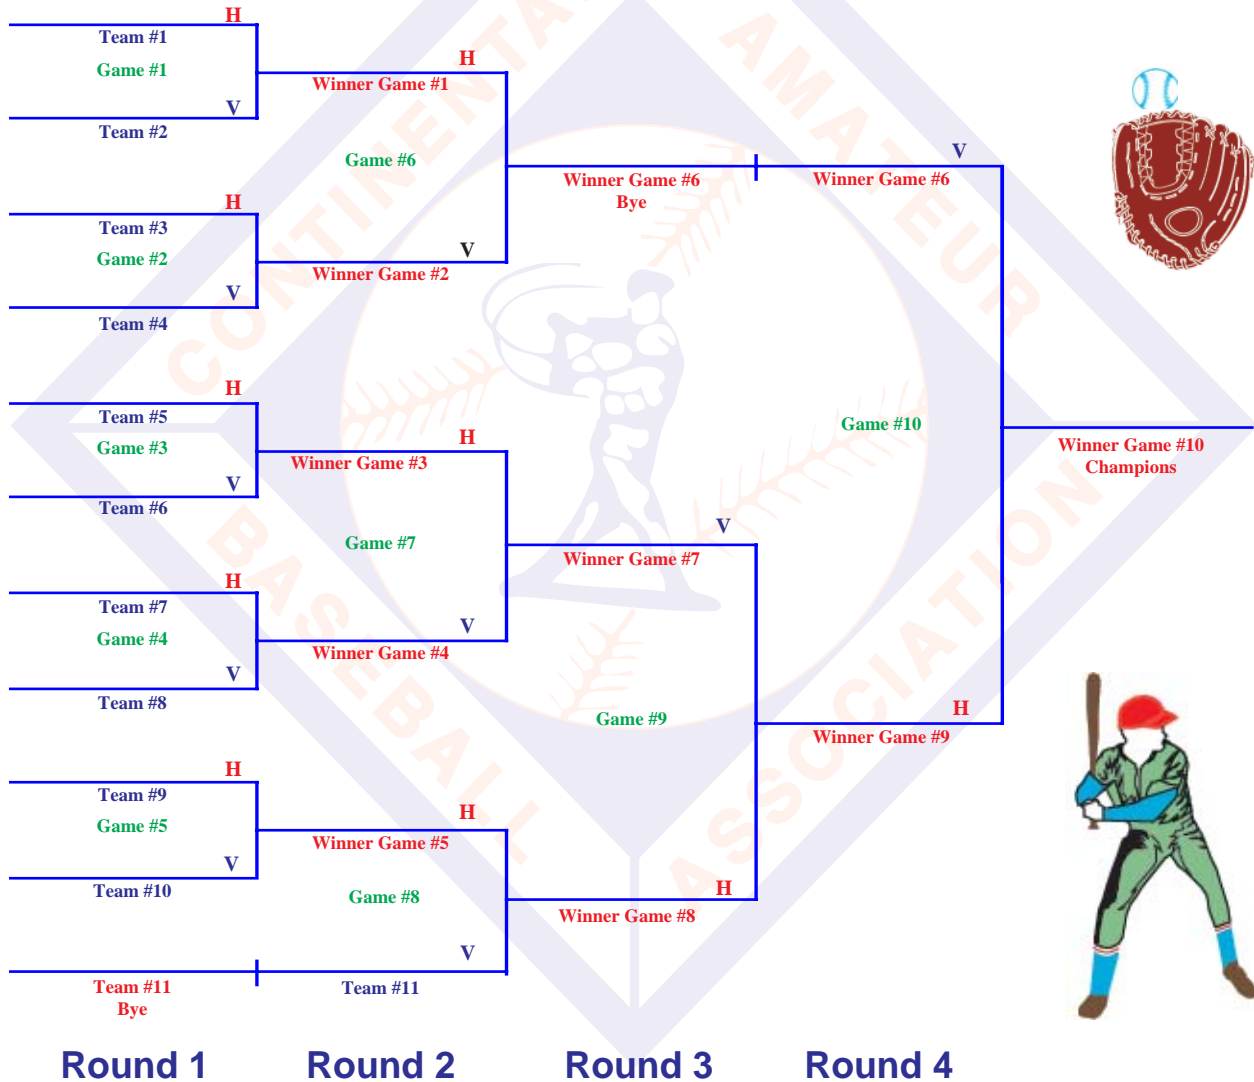 H
Team #1
Game #1
V
Team #2
H
Winner Game #1
Game #6
H
Team #3
Game #2
V
Team #4
V
Winner Game #2
Winner Game #6
Bye
V
Winner Game #6
H
Team #5
Game #3
V
Team #6
H
Winner Game #3
Game #7
H
Team #7
Game #4
V
Team #8
V
Winner Game #4
V
Winner Game #7
Game #9
Game #10
Winner Game #10
Champions
H
Winner Game #9
H
Team #9
Game #5
V
Team #10
H
Winner Game #5
Game #8
H
Winner Game #8
Team #11
Bye
V
Team #11
Round 1
Round 2
Round 3
Round 4
CONTINENTAL
AMATEUR
BASEBALL
ASSOCIATION